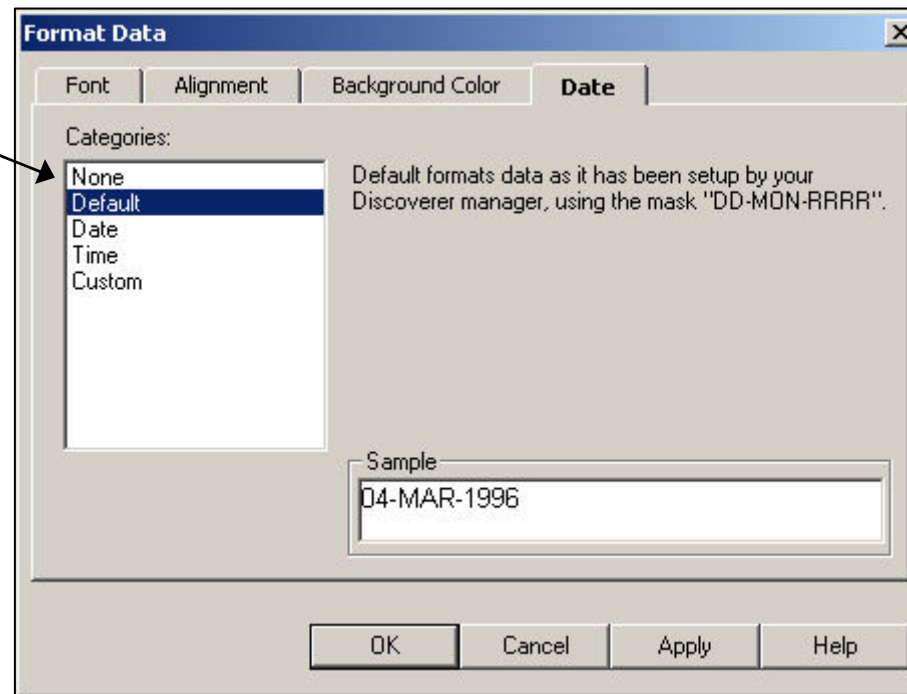 Format Data
Font Alignment Background Color Date
Categories:
None
Default
Date
Time
Custom
Default formats data as it has been setup by your
Discoverer manager, using the mask "DD-MON-RRRR".
Sample
04-MAR-1996
OK Cancel Apply Help